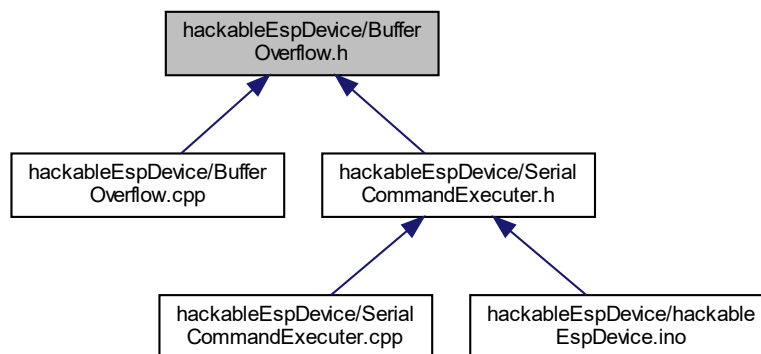 hackableEspDevice/Buffer
Overflow.h
hackableEspDevice/Buffer
Overflow.cpp
hackableEspDevice/Serial
CommandExecuter.h
hackableEspDevice/Serial
CommandExecuter.cpp
hackableEspDevice/hackable
EspDevice.ino